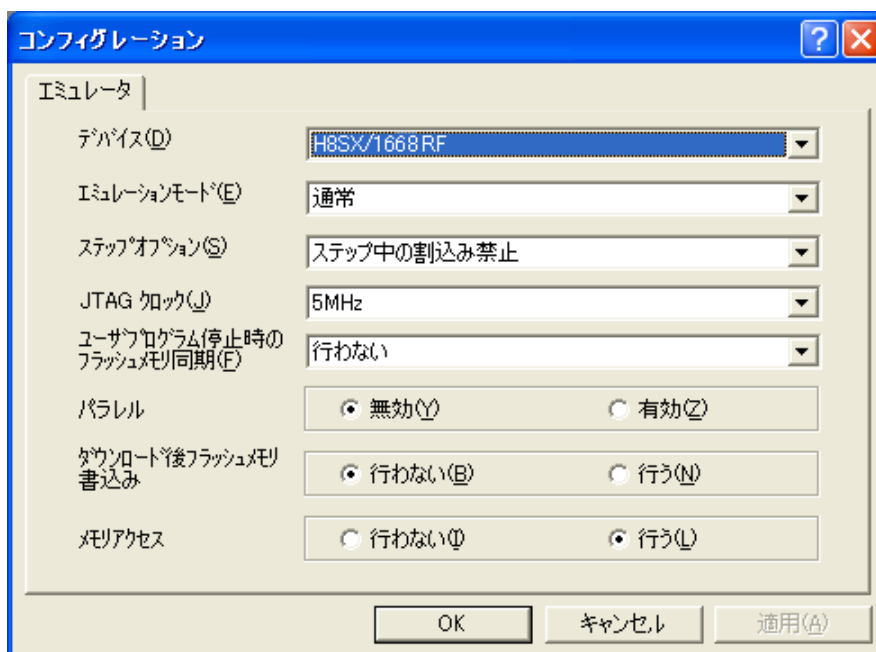 コンフィグレーション
エミュレータ
デバイス(D)
H8SX/1668RF
エミュレーションモード(E)
通常
ステップオプション(S)
ステップ中の割込み禁止
JTAG クロック(J)
5MHz
ユーザプログラム停止時の
フラッシュメモリ同期(F)
行わない
パラレル
無効(Y) 有効(Z)
ダウンロード後フラッシュメモリ
書込み
行わない(B) 行う(N)
メモリアクセス
行わない(I) 行う(L)
OK キャンセル 適用(A)